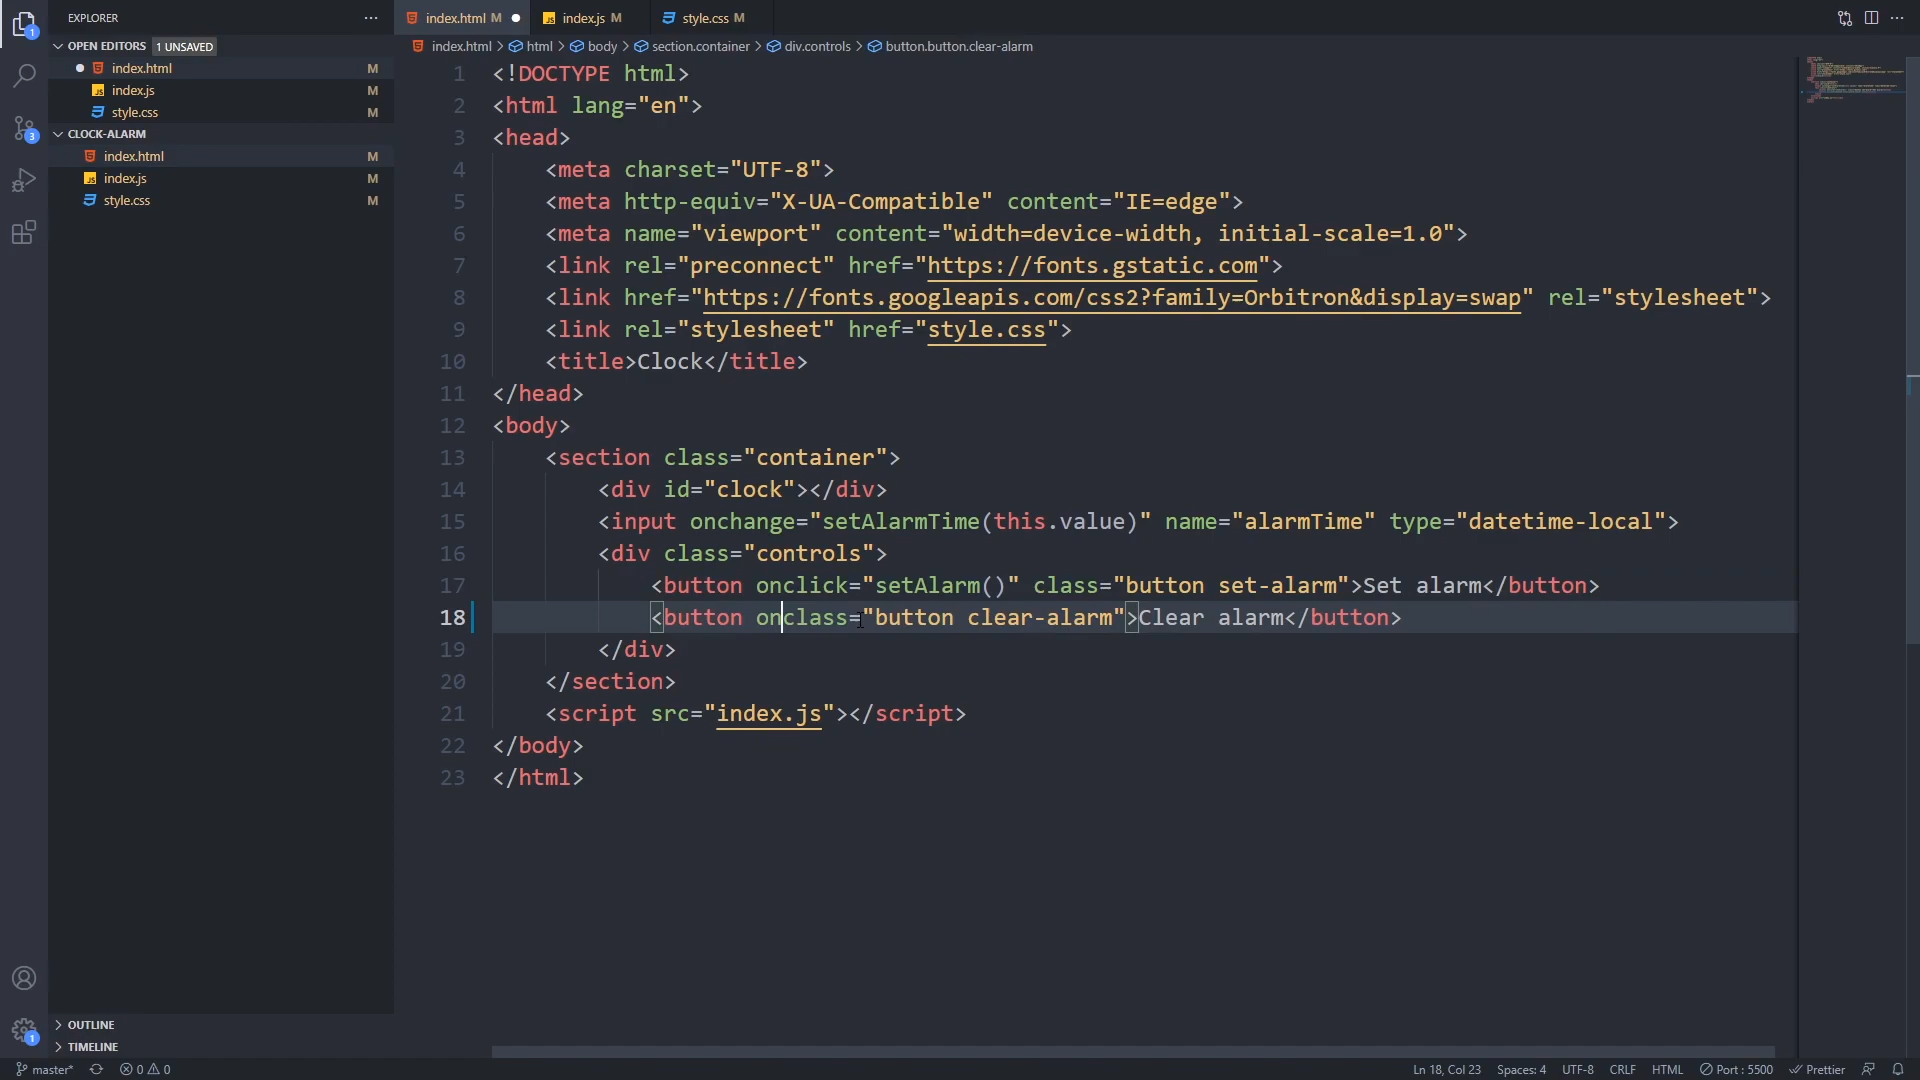 EXPLORER
OPEN EDITORS 1 UNSAVED
index.html M
index.js M
style.css M
CLOCK-ALARM
index.html M
index.js M
style.css M
OUTLINE
TIMELINE
index.html M index.js M style.css M
index.html > html > body > section.container > div.controls > button.button.clear-alarm
1 <!DOCTYPE html>
2 <html lang="en">
3 <head>
4 <meta charset="UTF-8">
5 <meta http-equiv="X-UA-Compatible" content="IE=edge">
6 <meta name="viewport" content="width=device-width, initial-scale=1.0">
7 <link rel="preconnect" href="https://fonts.gstatic.com">
8 <link href="https://fonts.googleapis.com/css2?family=Orbitron&display=swap" rel="stylesheet">
9 <link rel="stylesheet" href="style.css">
10 <title>Clock</title>
11 </head>
12 <body>
13 <section class="container">
14 <div id="clock"></div>
15 <input onchange="setAlarmTime(this.value)" name="alarmTime" type="datetime-local">
16 <div class="controls">
17 <button onclick="setAlarm()" class="button set-alarm">Set alarm</button>
18 <button onclass="button clear-alarm">Clear alarm</button>
19 </div>
20 </section>
21 <script src="index.js"></script>
22 </body>
23 </html>
master* 0 0 Ln 18, Col 23 Spaces: 4 UTF-8 CRLF HTML Port : 5500 Prettier